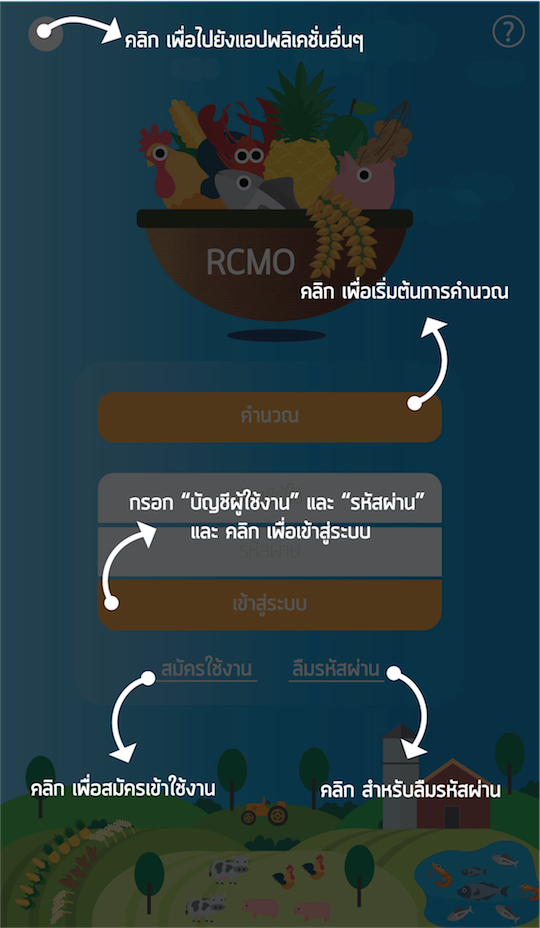 คลิก เพื่อไปยังแอปพลิเคชั่นอื่นๆ
?
RCMO
คลิก เพื่อเริ่มต้นการคำนวณ
คำนวณ
กรอก “บัญชีผู้ใช้งาน” และ “รหัสผ่าน”
และ คลิก เพื่อเข้าสู่ระบบ
รหัสผ่าน
เข้าสู่ระบบ
สมัครใช้งาน ลืมรหัสผ่าน
คลิก เพื่อสมัครเข้าใช้งาน
คลิก สำหรับลืมรหัสผ่าน